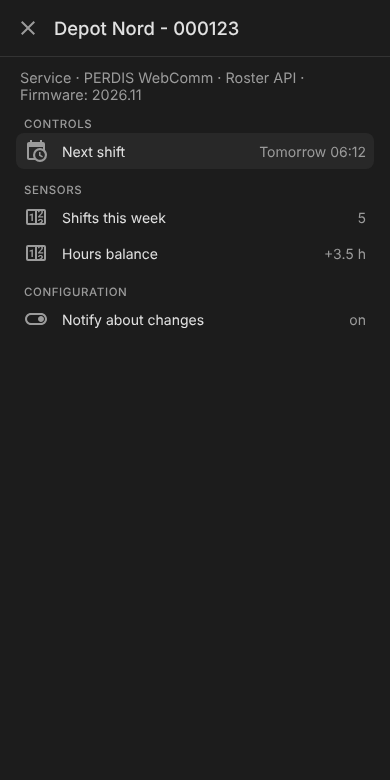 Depot Nord - 000123
Service · PERDIS WebComm · Roster API ·
Firmware: 2026.11
CONTROLS
Next shift Tomorrow 06:12
SENSORS
Shifts this week 5
Hours balance +3.5 h
CONFIGURATION
Notify about changes on